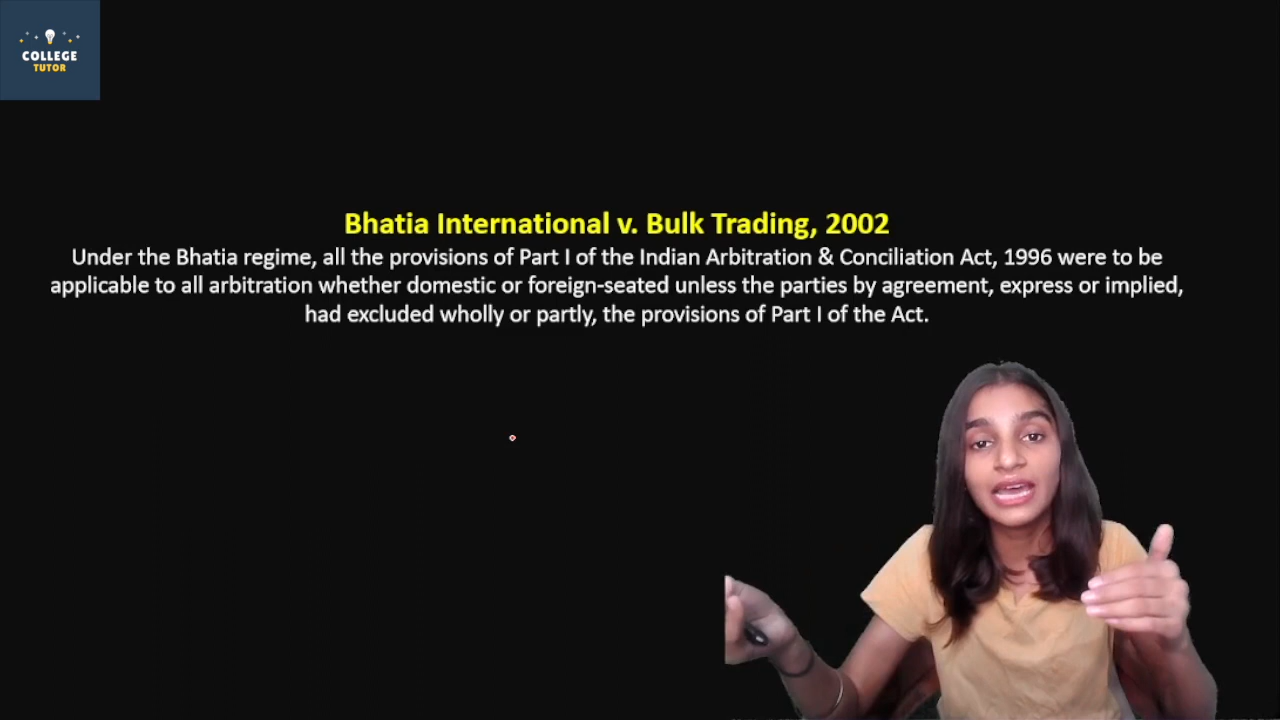 COLLEGE
TUTOR
Bhatia International v. Bulk Trading, 2002
Under the Bhatia regime, all the provisions of Part I of the Indian Arbitration & Conciliation Act, 1996 were to be
applicable to all arbitration whether domestic or foreign-seated unless the parties by agreement, express or implied,
had excluded wholly or partly, the provisions of Part I of the Act.